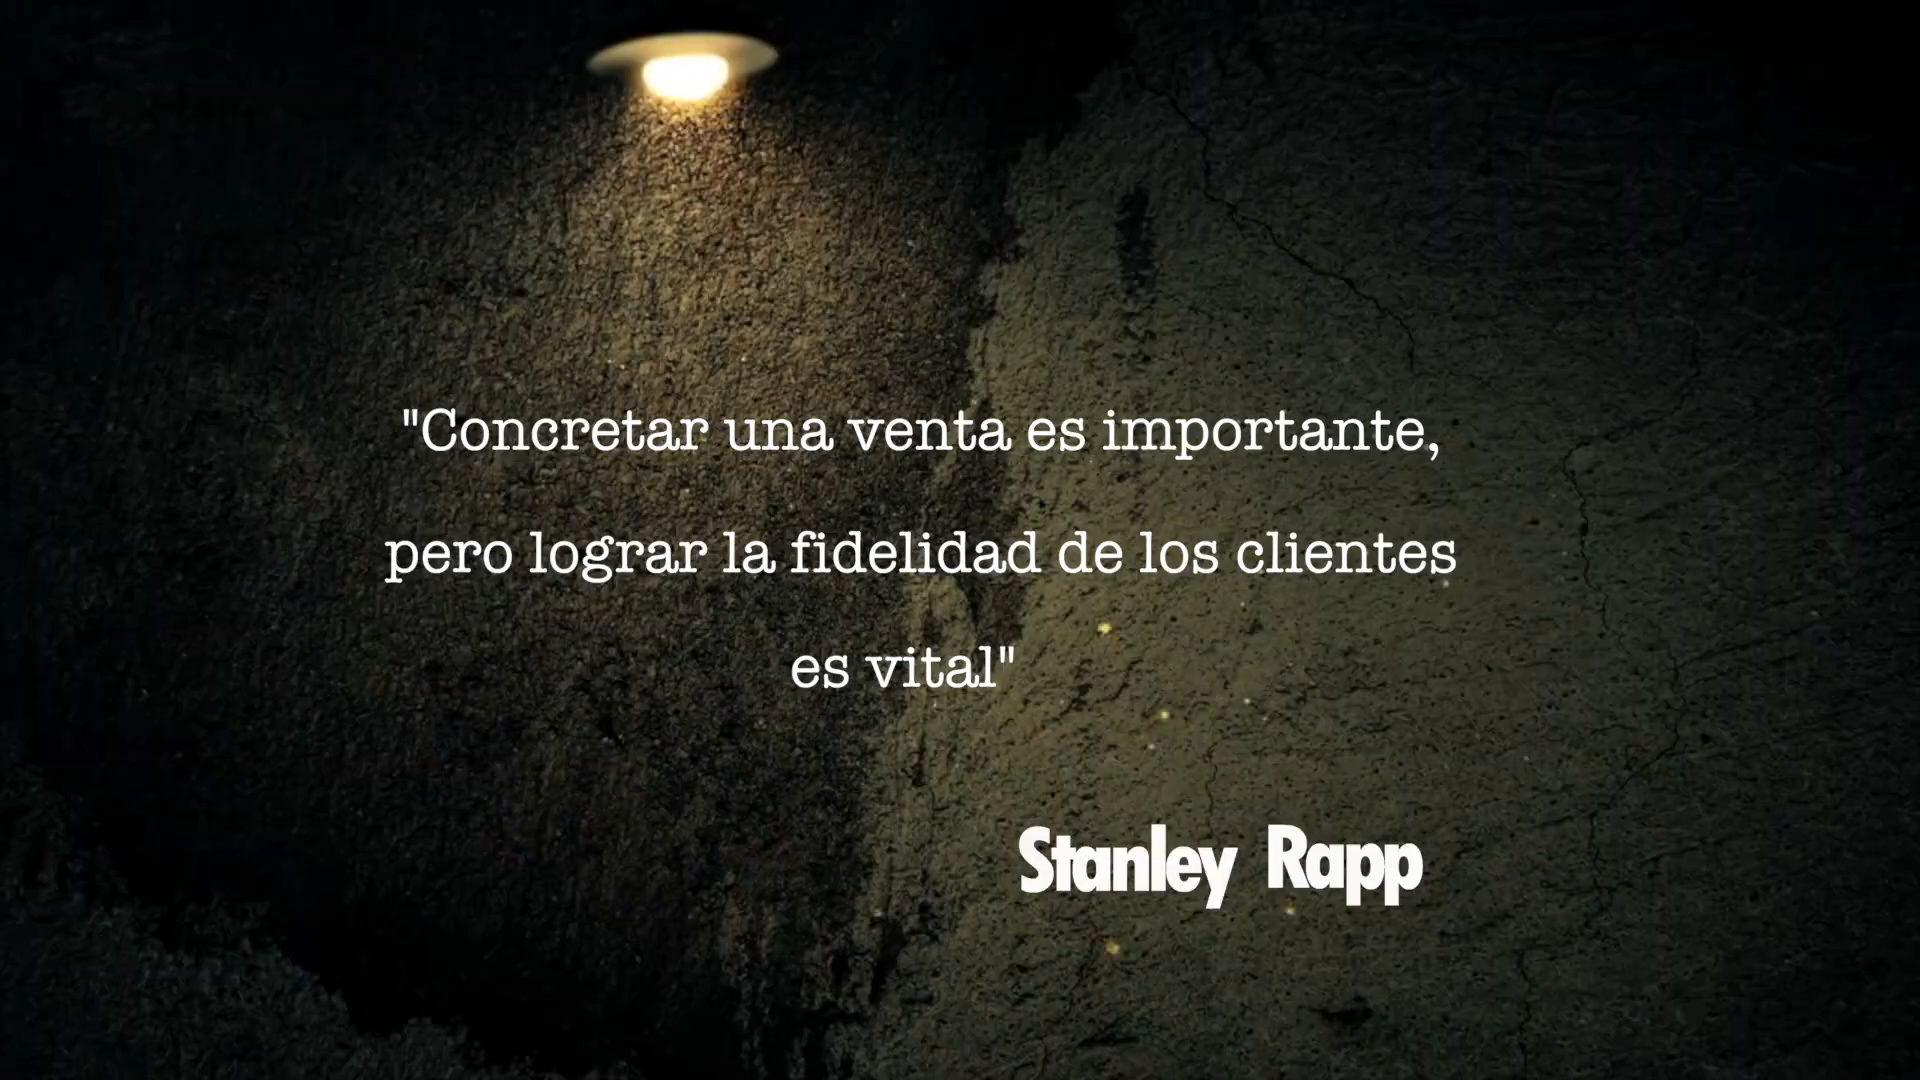 "Concretar una venta es importante,
pero lograr la fidelidad de los clientes
es vital"
Stanley Rapp